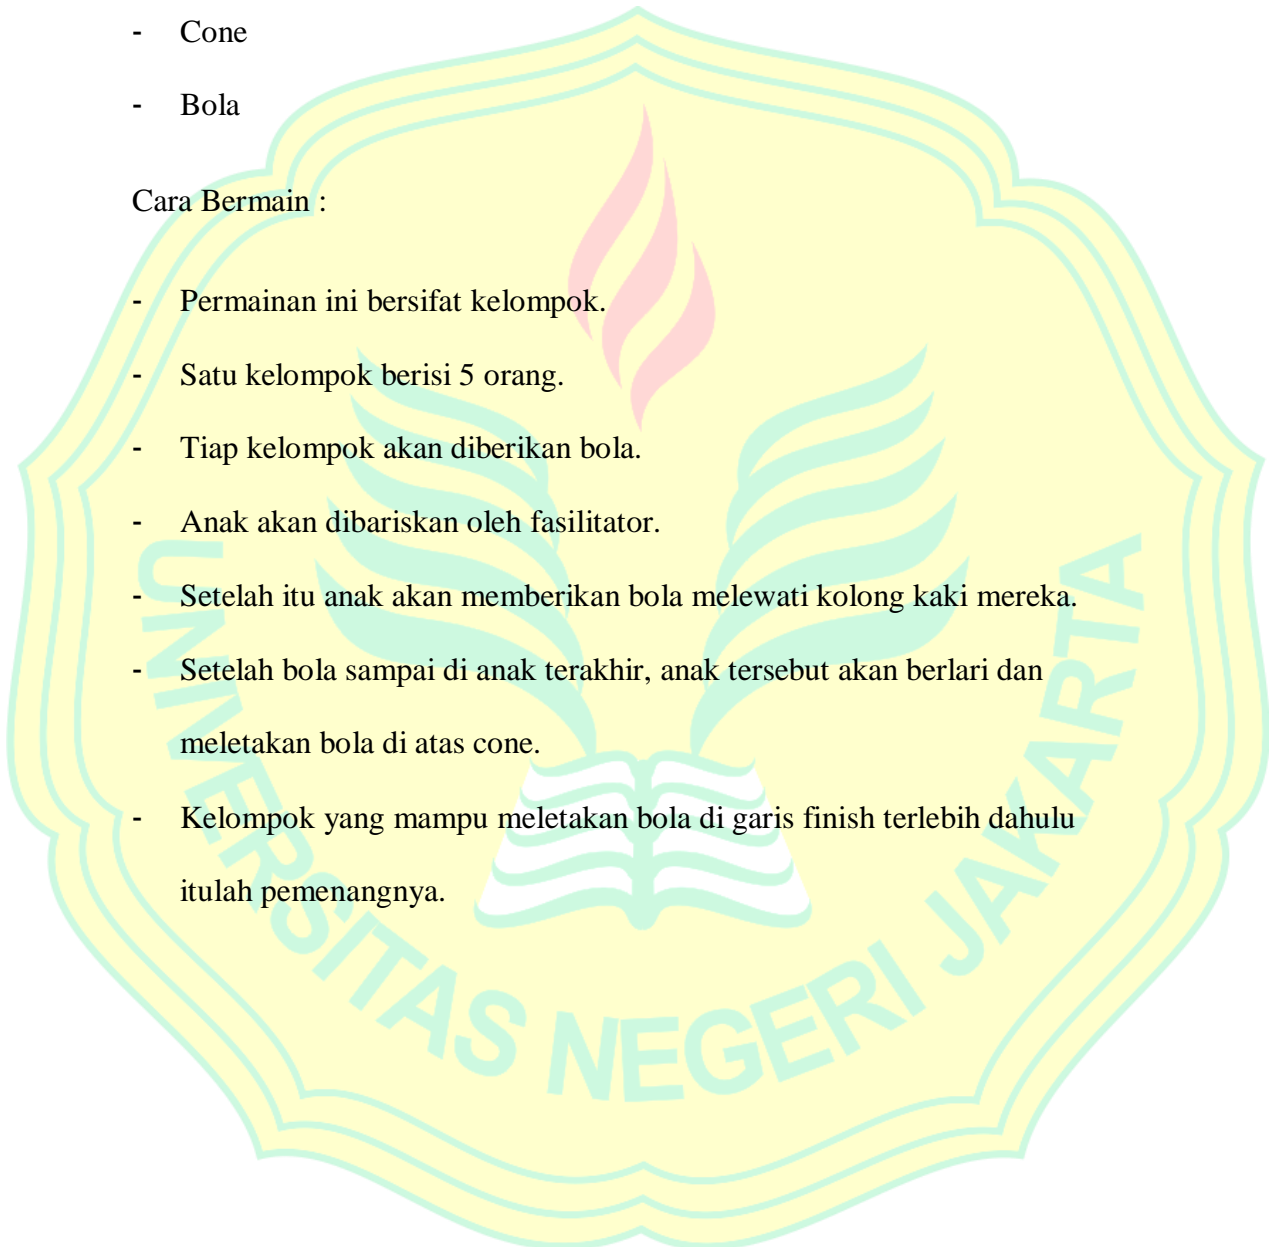 - Cone
- Bola
Cara Bermain :
- Permainan ini bersifat kelompok.
- Satu kelompok berisi 5 orang.
- Tiap kelompok akan diberikan bola.
- Anak akan dibariskan oleh fasilitator.
- Setelah itu anak akan memberikan bola melewati kolong kaki mereka.
- Setelah bola sampai di anak terakhir, anak tersebut akan berlari dan
meletakan bola di atas cone.
- Kelompok yang mampu meletakan bola di garis finish terlebih dahulu
itulah pemenangnya.
UNIVERSITAS NEGERI JAKARTA